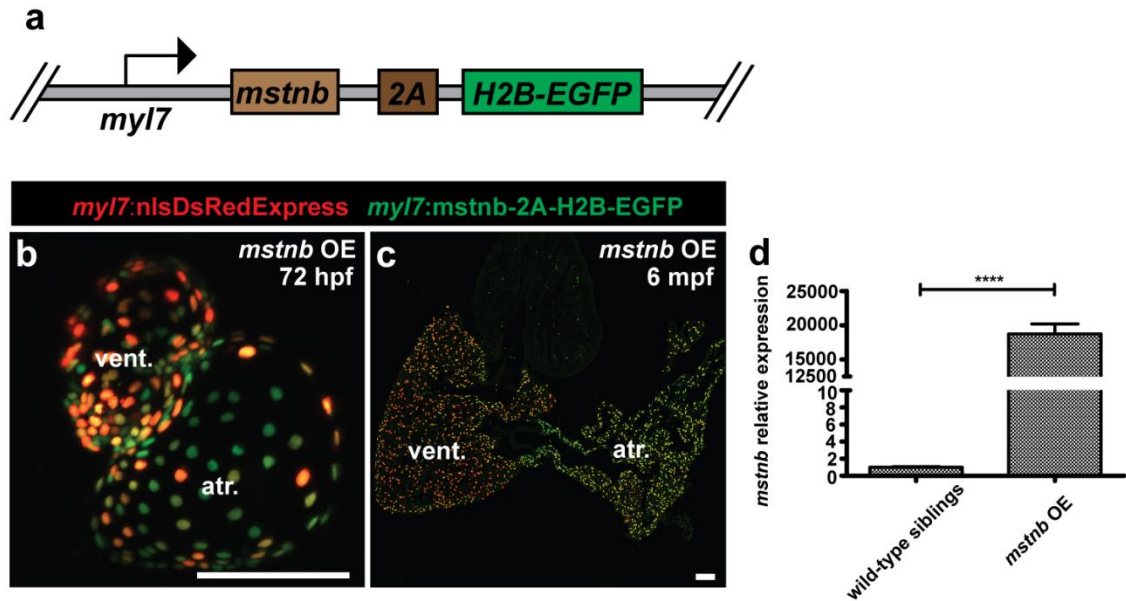 a
myl7
mstnb
2A
H2B-EGFP
myl7:nlsDsRedExpress myl7:mstnb-2A-H2B-EGFP
b
mstnb OE
72 hpf
vent.
atr.
c
mstnb OE
6 mpf
vent.
atr.
d
****
mstnb relative expression
25000
20000
15000
12500
10
8
6
4
2
0
wild-type siblings
mstnb OE